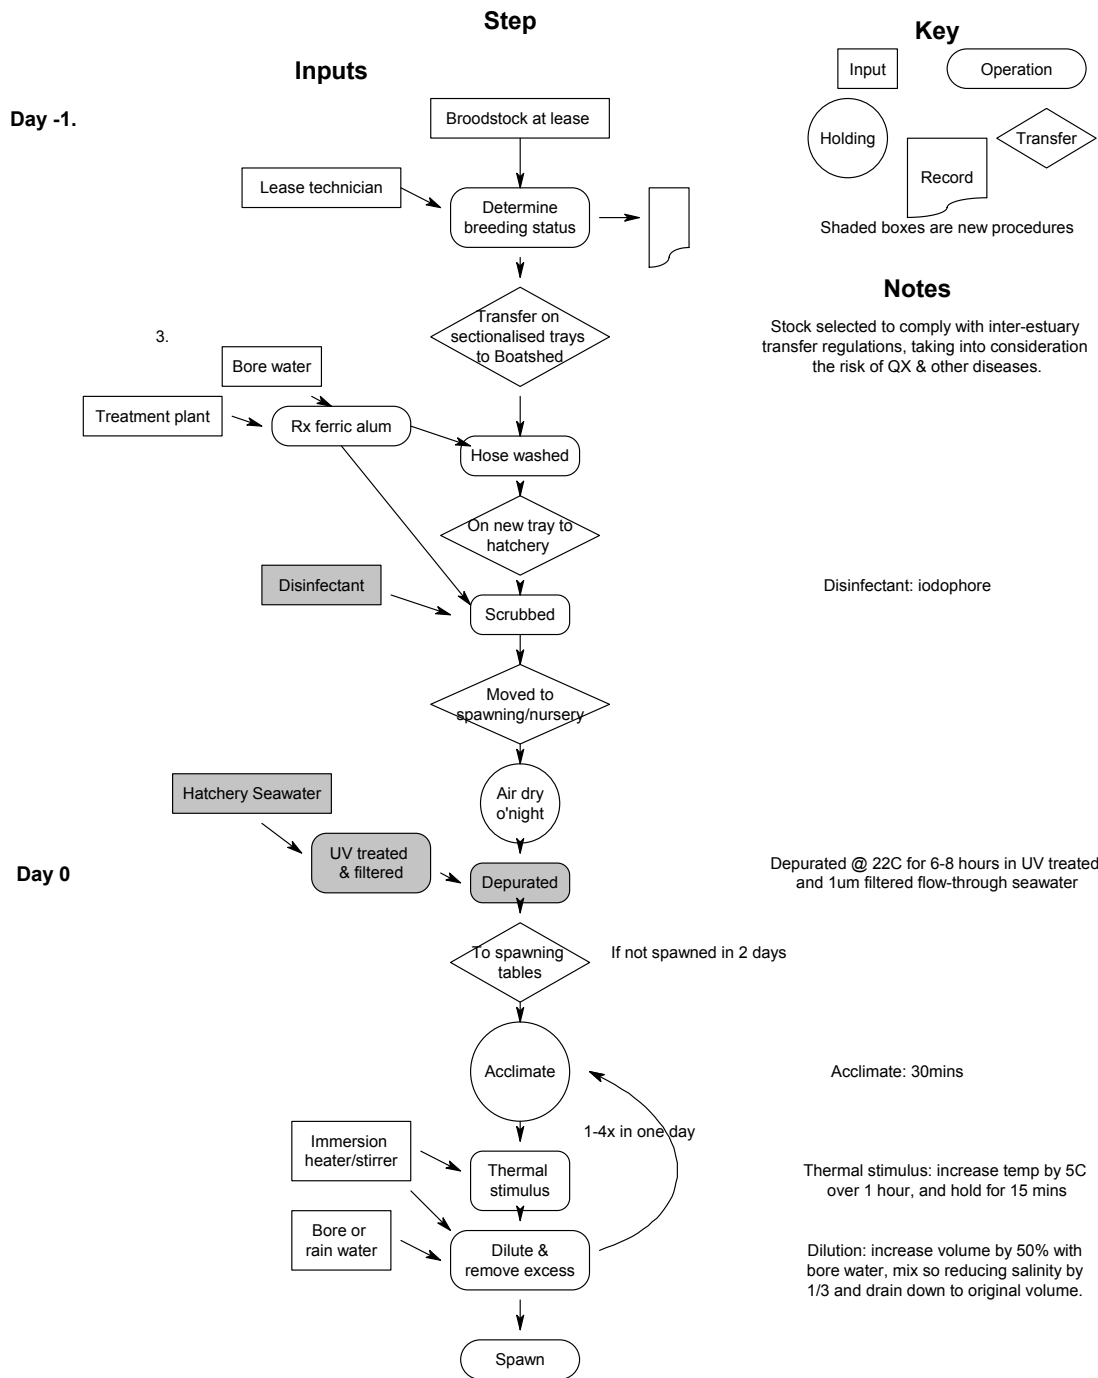 Step
Key
Inputs
Input
Operation
Day -1.
Broodstock at lease
Holding
Transfer
Record
Lease technician
Determine
breeding status
Shaded boxes are new procedures
Notes
Transfer on
sectionalised trays
to Boatshed
Stock selected to comply with inter-estuary
transfer regulations, taking into consideration
the risk of QX & other diseases.
3.
Bore water
Treatment plant
Rx ferric alum
Hose washed
On new tray to
hatchery
Disinfectant
Disinfectant: iodophore
Scrubbed
Moved to
spawning/nursery
Hatchery Seawater
Air dry
o'night
UV treated
& filtered
Day 0
Depurated
Depurated @ 22C for 6-8 hours in UV treated
and 1um filtered flow-through seawater
To spawning
tables
If not spawned in 2 days
Acclimate
Acclimate: 30mins
1-4x in one day
Immersion
heater/stirrer
Thermal
stimulus
Thermal stimulus: increase temp by 5C
over 1 hour, and hold for 15 mins
Bore or
rain water
Dilute &
remove excess
Dilution: increase volume by 50% with
bore water, mix so reducing salinity by
1/3 and drain down to original volume.
Spawn